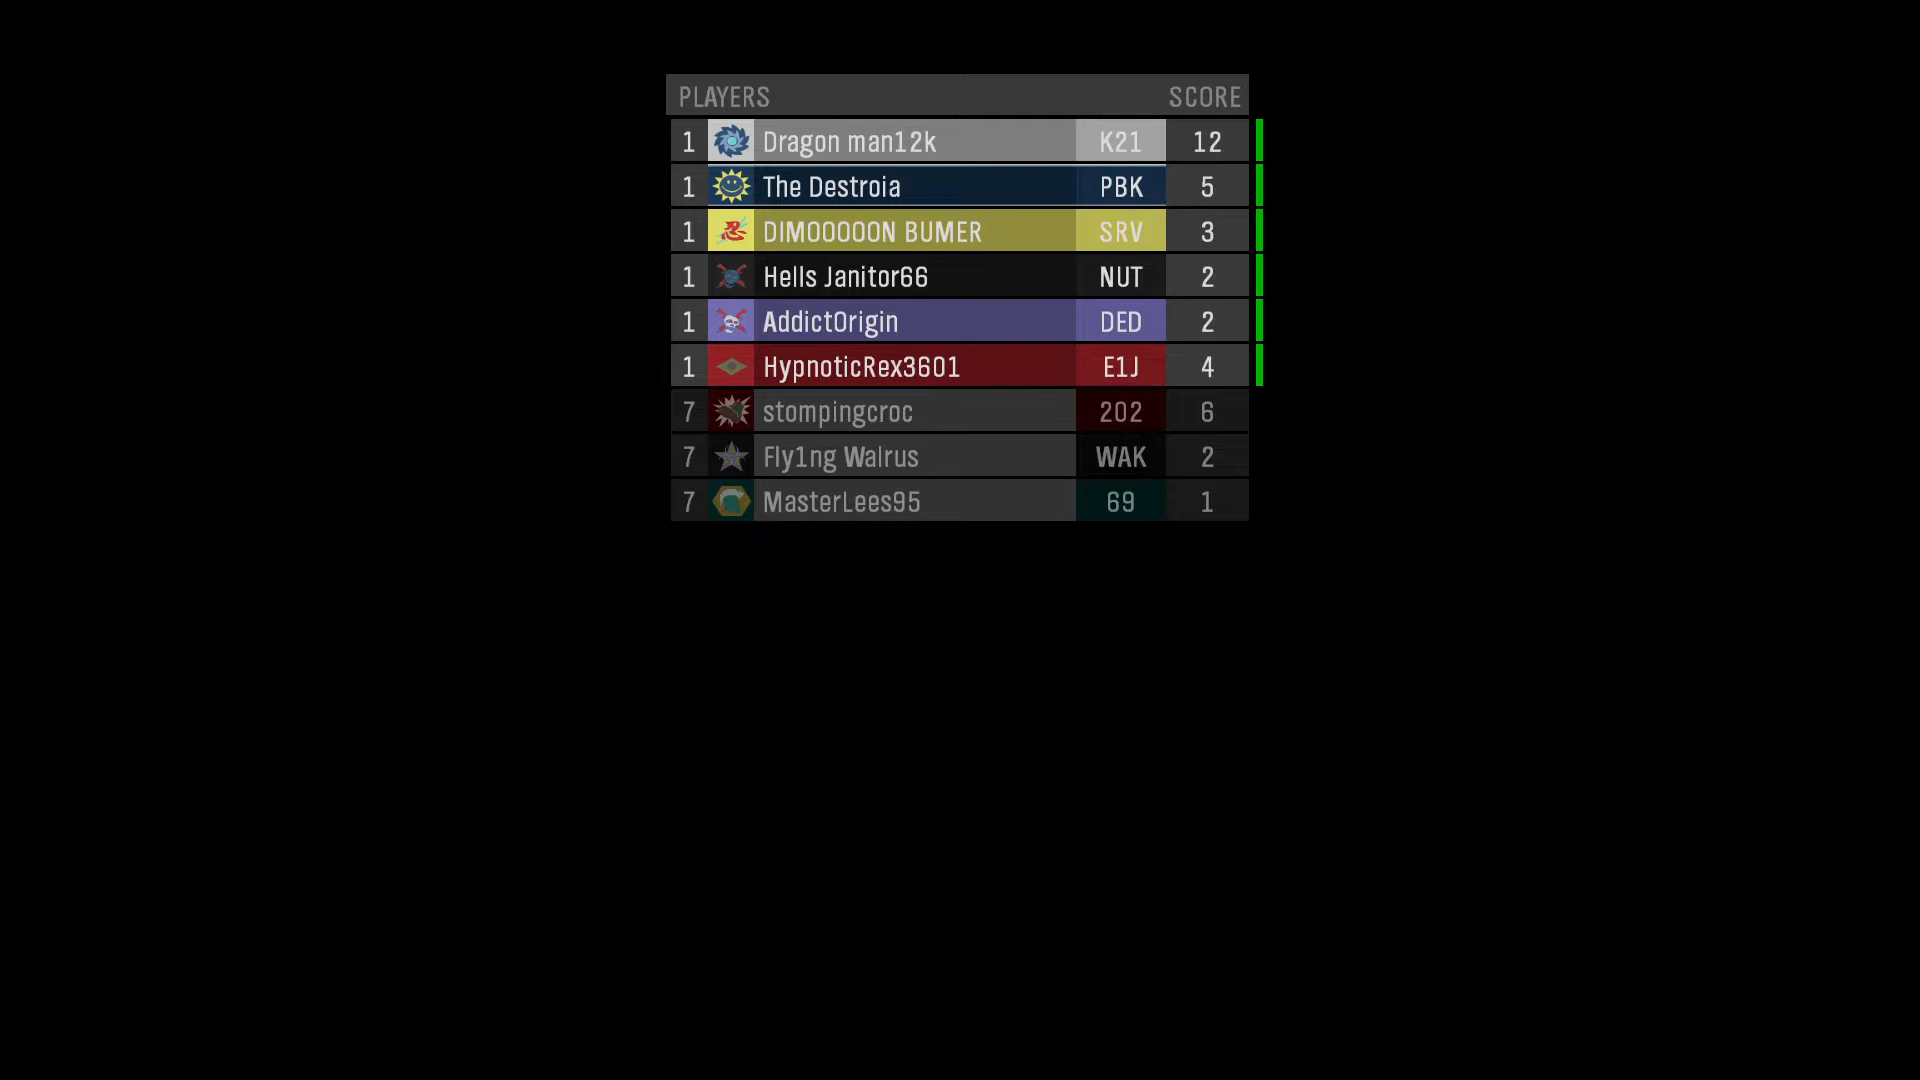 PLAYERS SCORE
1 Dragon man12k K21 12
1 The Destroia PBK 5
1 DIMOOOOON BUMER SRV 3
1 Hells Janitor66 NUT 2
1 AddictOrigin DED 2
1 HypnoticRex3601 E1J 4
7 stompingcroc 202 6
7 Fly1ng Walrus WAK 2
7 MasterLees95 69 1